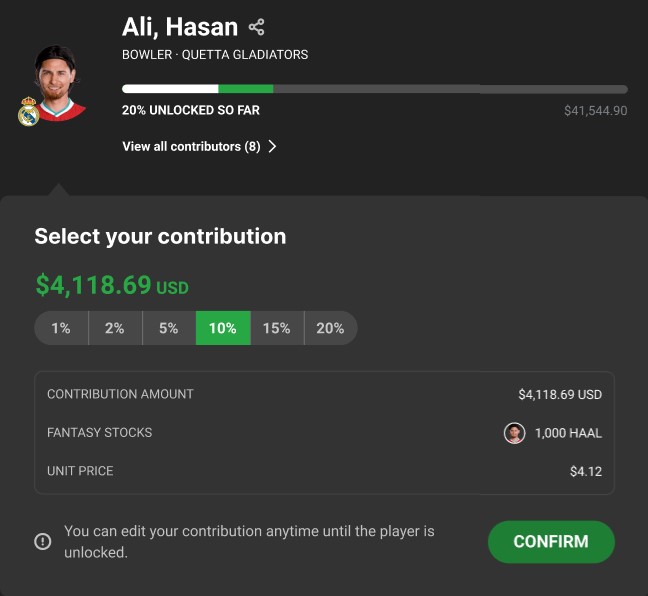 Ali, Hasan
BOWLER · QUETTA GLADIATORS
20% UNLOCKED SO FAR
$41,544.90
View all contributors (8)
Select your contribution
$4,118.69 USD
1% 2% 5% 10% 15% 20%
CONTRIBUTION AMOUNT $4,118.69 USD
FANTASY STOCKS 1,000 HAAL
UNIT PRICE $4.12
You can edit your contribution anytime until the player is
unlocked.
CONFIRM